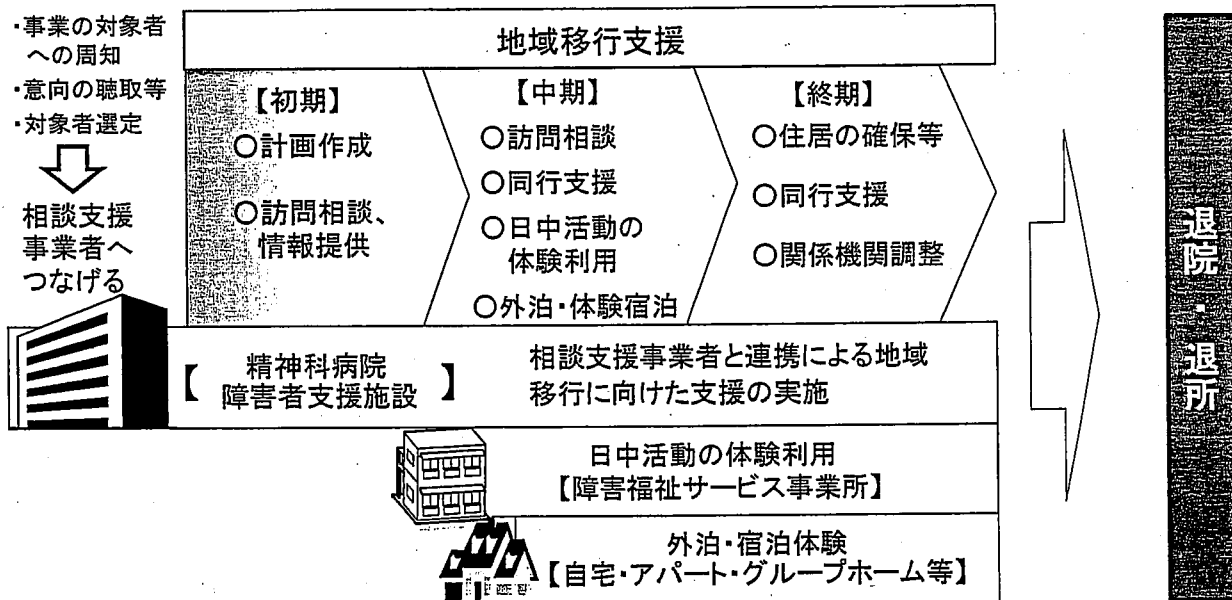 ・事業の対象者
への周知
・意向の聴取等
・対象者選定
相談支援
事業者へ
つなげる
地域移行支援
【初期】
○計画作成
○訪問相談、
情報提供
【中期】
○訪問相談
○同行支援
○日中活動の
体験利用
○外泊・体験宿泊
【終期】
○住居の確保等
○同行支援
○関係機関調整
【 精神科病院
障害者支援施設 】
相談支援事業者と連携による地域
移行に向けた支援の実施
日中活動の体験利用
【障害福祉サービス事業所】
外泊・宿泊体験
【自宅・アパート・グループホーム等】
退院・退所